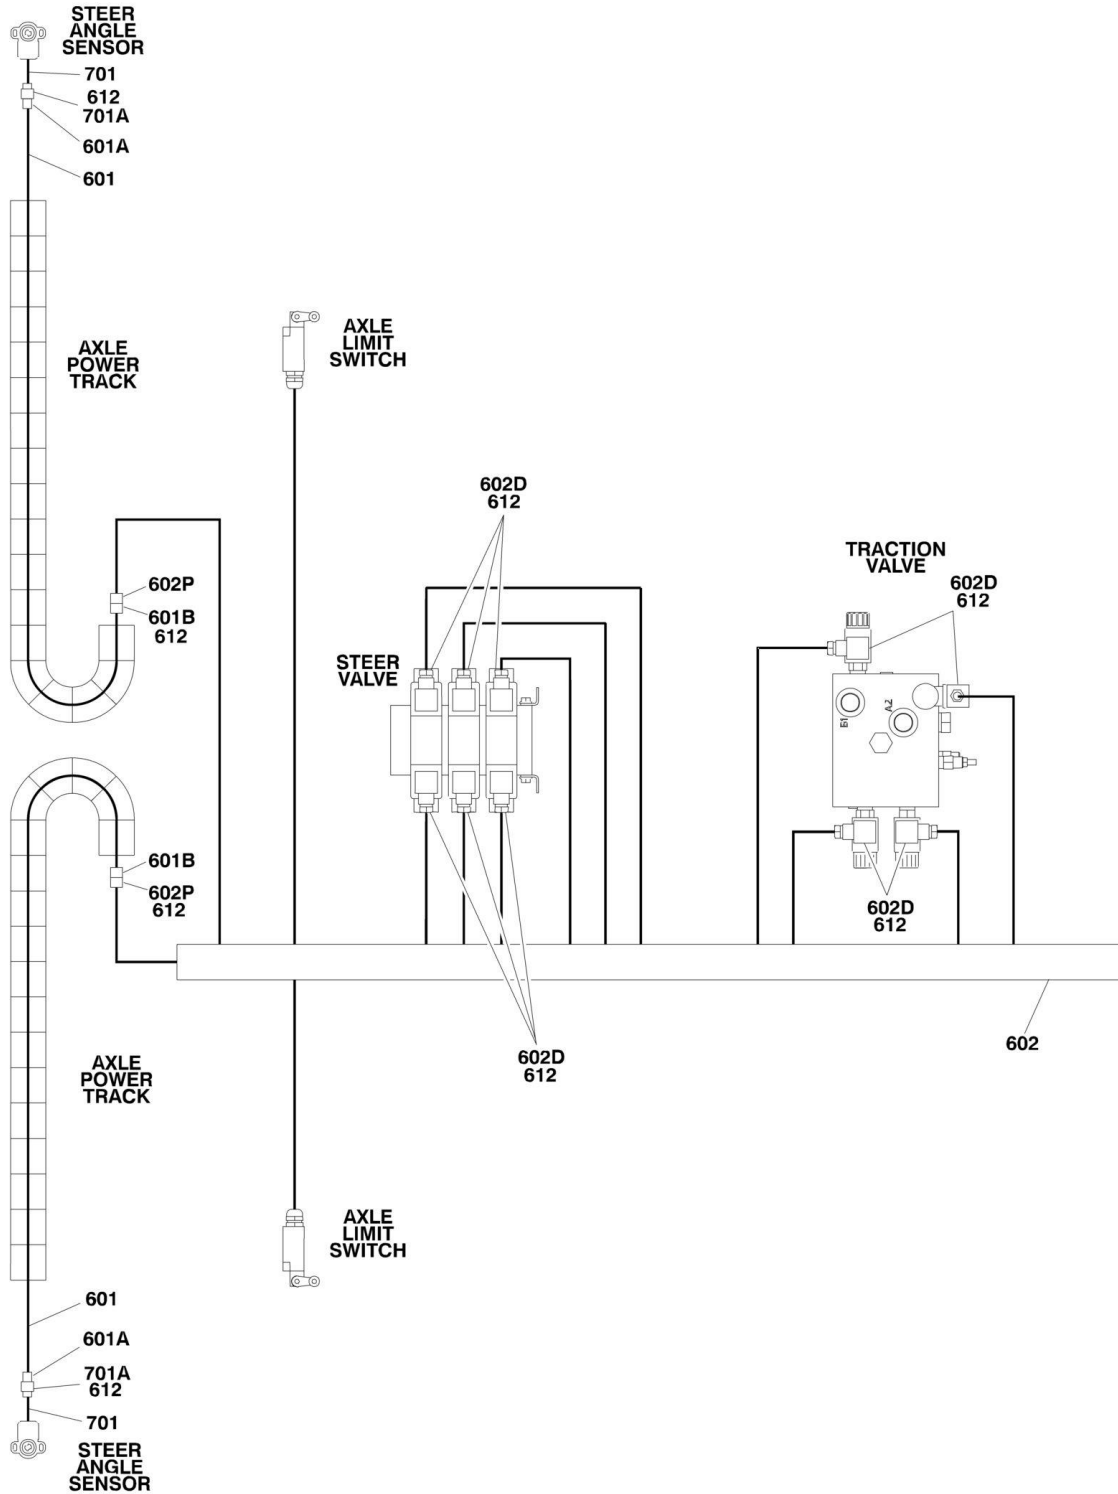 STEER
ANGLE
SENSOR
701
612
701A
601A
601
AXLE
POWER
TRACK
AXLE
LIMIT
SWITCH
602D
612
TRACTION
VALVE
602D
612
602P
601B
612
STEER
VALVE
Б1
A2
601B
602P
612
602D
612
602
602D
612
AXLE
POWER
TRACK
AXLE
LIMIT
SWITCH
601
601A
701A
612
701
STEER
ANGLE
SENSOR